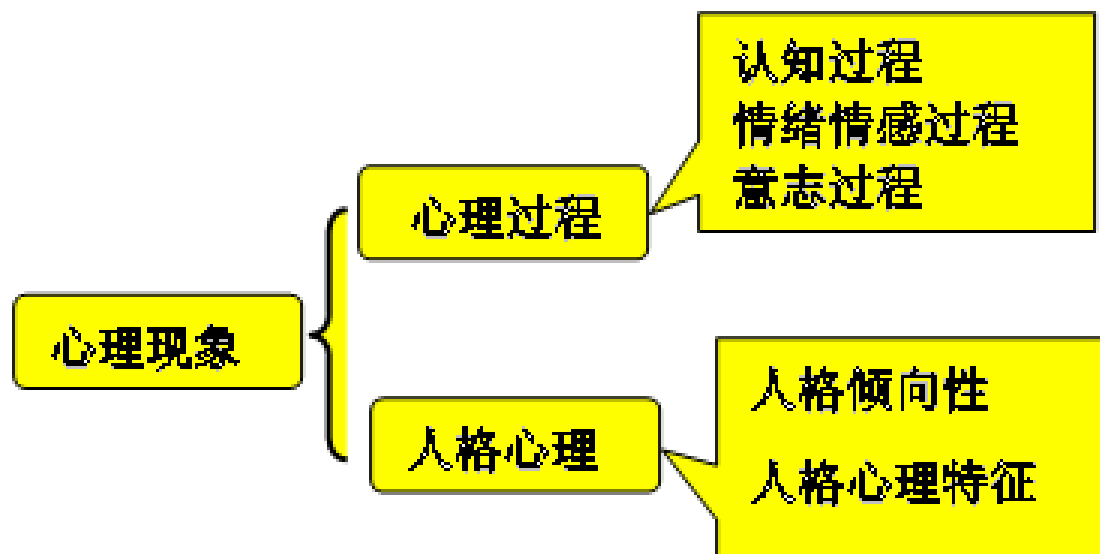 认知过程
情绪情感过程
意志过程
心理过程
心理现象
人格心理
人格倾向性
人格心理特征